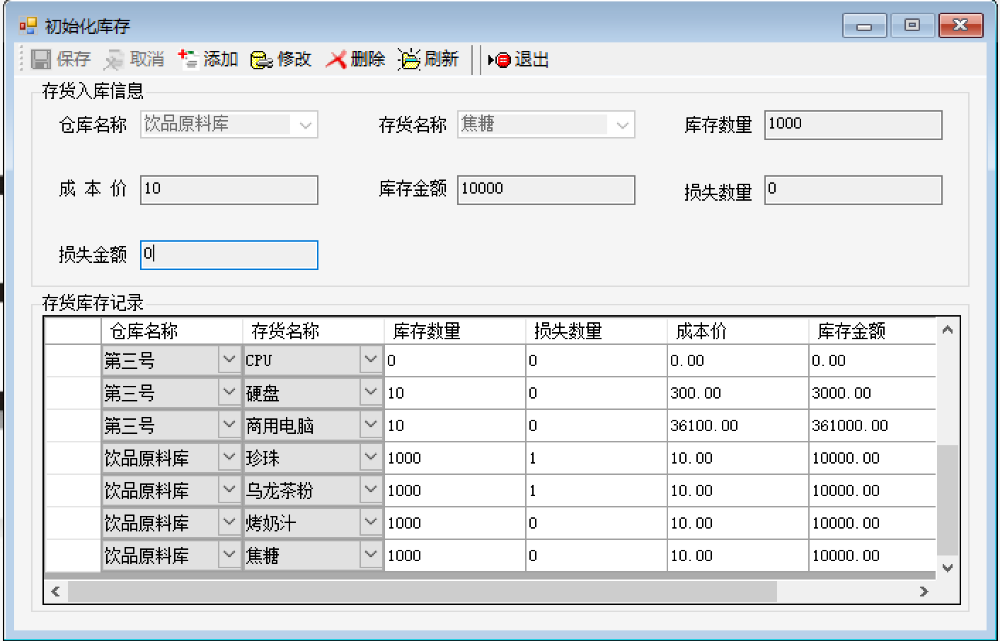 初始化库存
保存 取消 添加 修改 删除 刷新 退出
存货入库信息
仓库名称 饮品原料库 存货名称 焦糖 库存数量 1000
成 本 价 10 库存金额 10000 损失数量 0
损失金额 0
存货库存记录
仓库名称 存货名称 库存数量 损失数量 成本价 库存金额
第三号 CPU 0 0 0.00 0.00
第三号 硬盘 10 0 300.00 3000.00
第三号 商用电脑 10 0 36100.00 361000.00
饮品原料库 珍珠 1000 1 10.00 10000.00
饮品原料库 乌龙茶粉 1000 1 10.00 10000.00
饮品原料库 烤奶汁 1000 0 10.00 10000.00
饮品原料库 焦糖 1000 0 10.00 10000.00